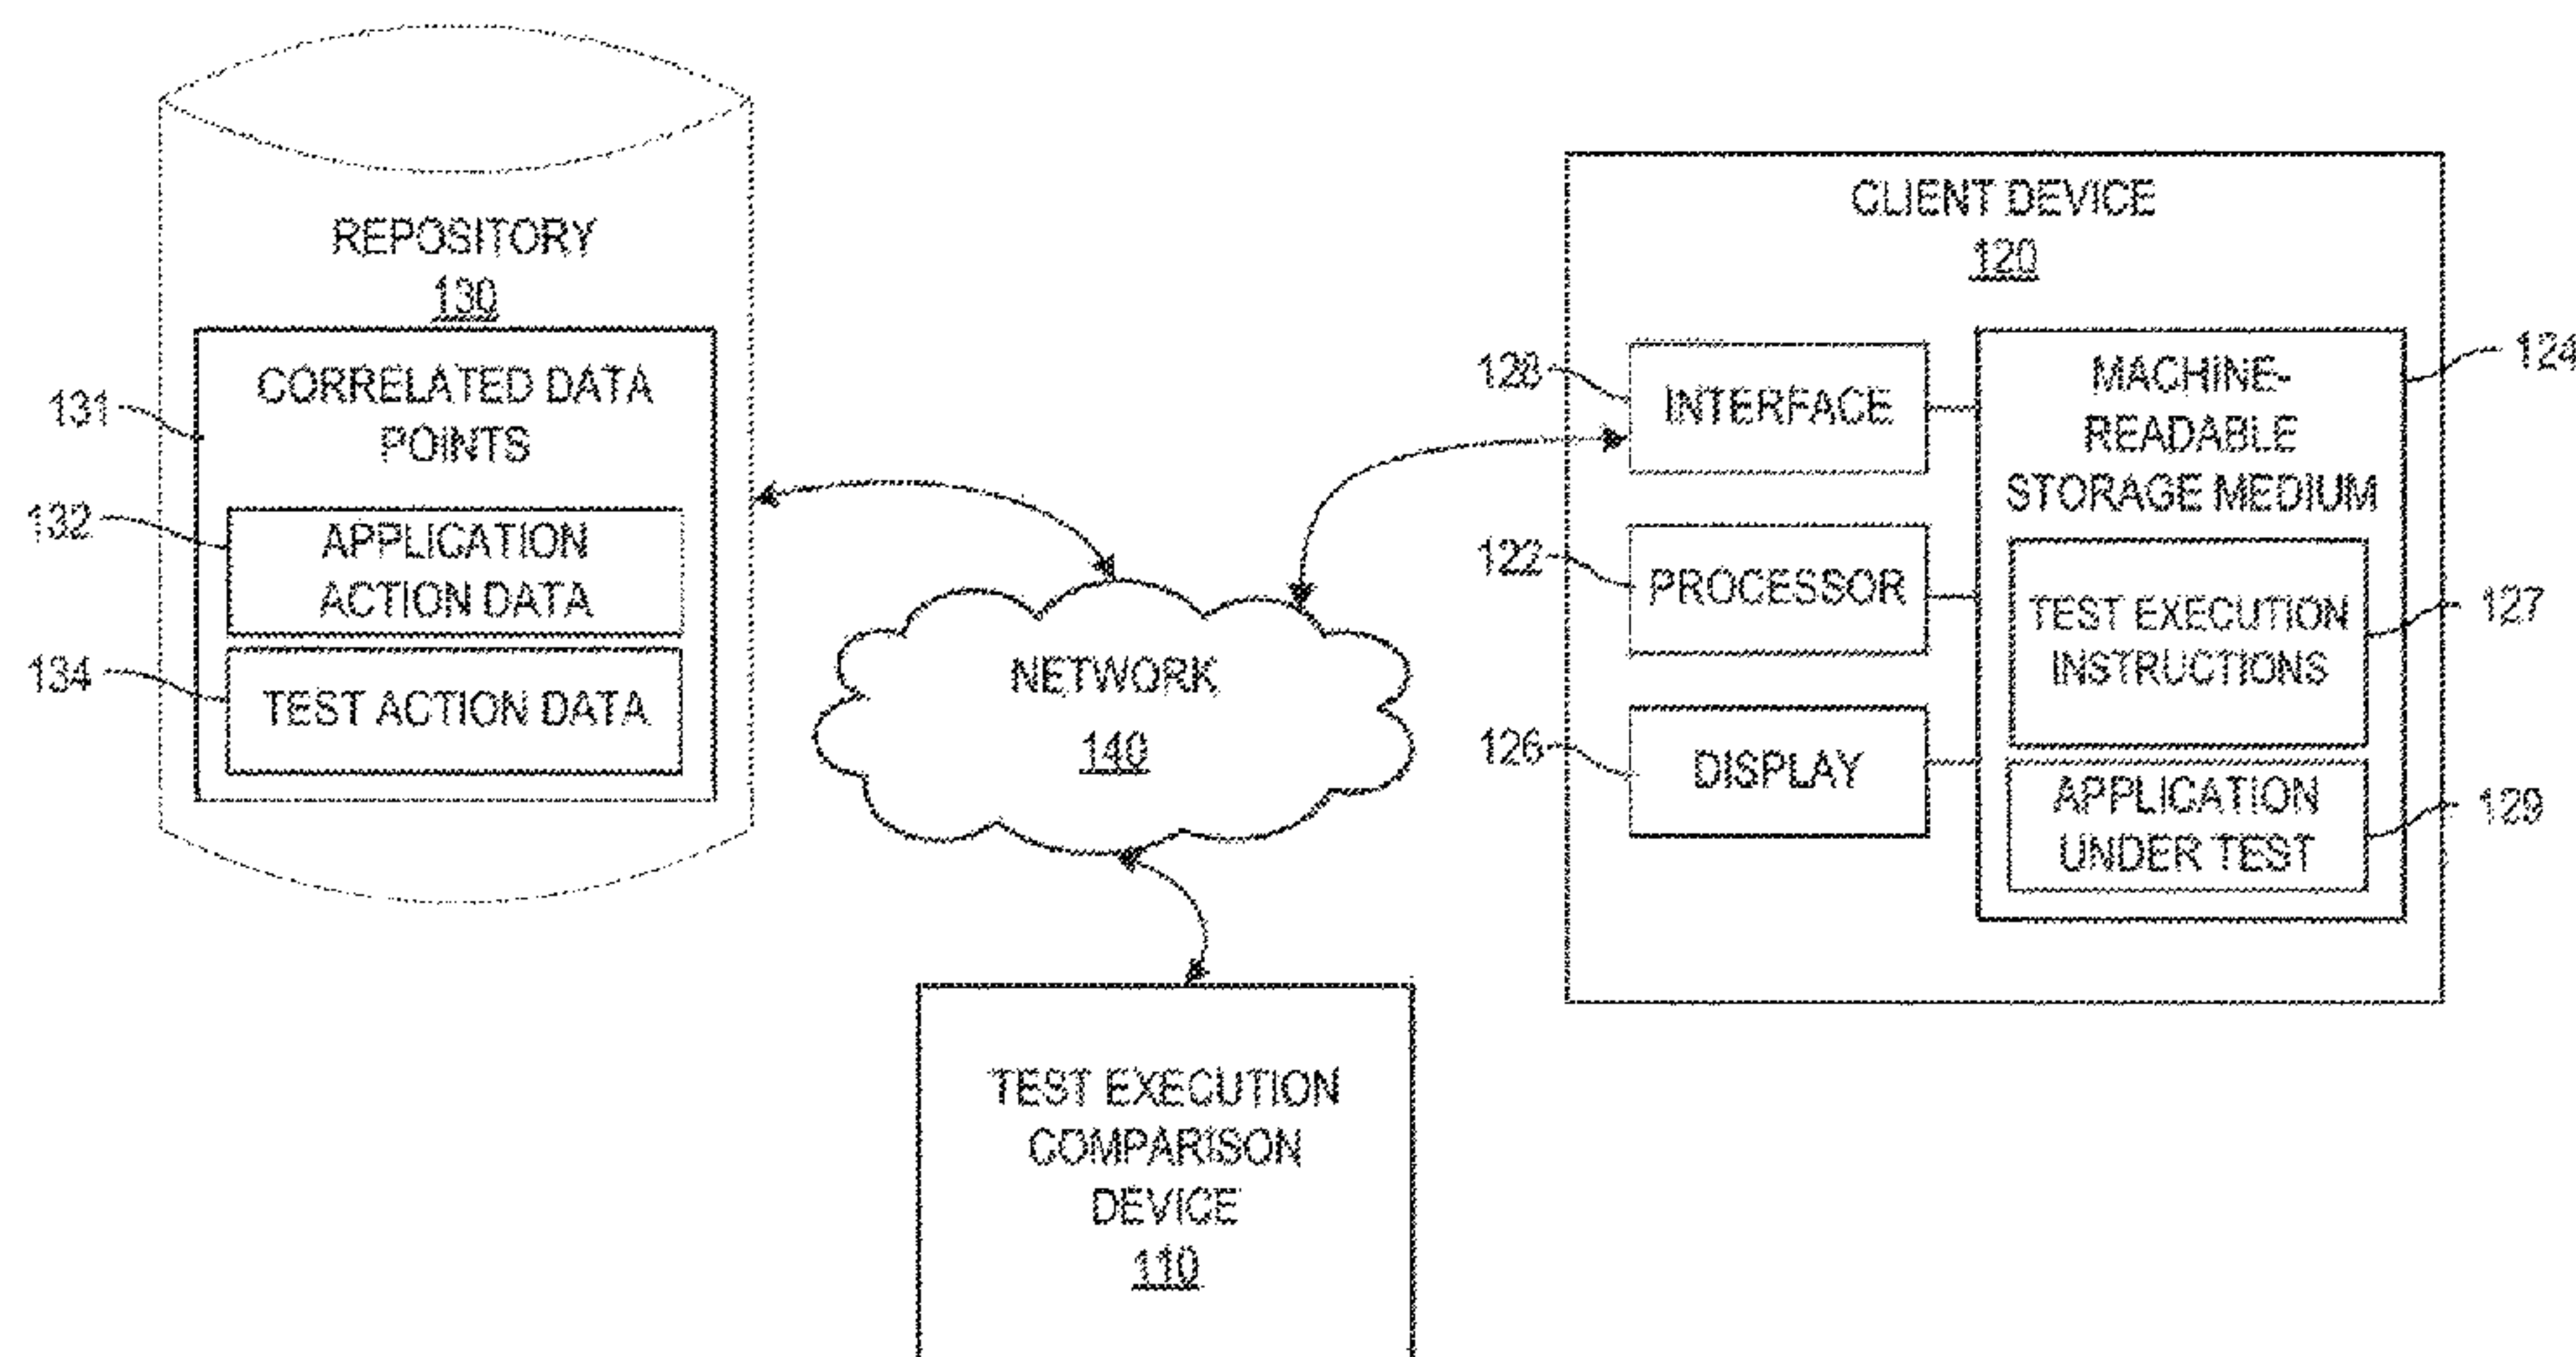 REPOSITORY
130
CORRELATED DATA
POINTS
131
132
APPLICATION
ACTION DATA
134
TEST ACTION DATA
NETWORK
140
TEST EXECUTION
COMPARISON
DEVICE
110
CLIENT DEVICE
120
128
INTERFACE
122
PROCESSOR
126
DISPLAY
MACHINE-
READABLE
STORAGE MEDIUM
124
TEST EXECUTION
INSTRUCTIONS
127
APPLICATION
UNDER TEST
129